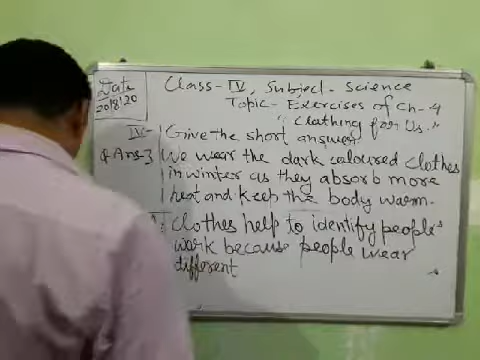 Date
20/8/20
Class - IV, Subject - Science
Topic - Exercises of Ch - 4
"Clothing for Us."
IV - Give the short answer.
Ans We wear the dark coloured clothes
in winter as they absorb more
heat and keep the body warm.
Clothes help to identify people's
work because people wear
different